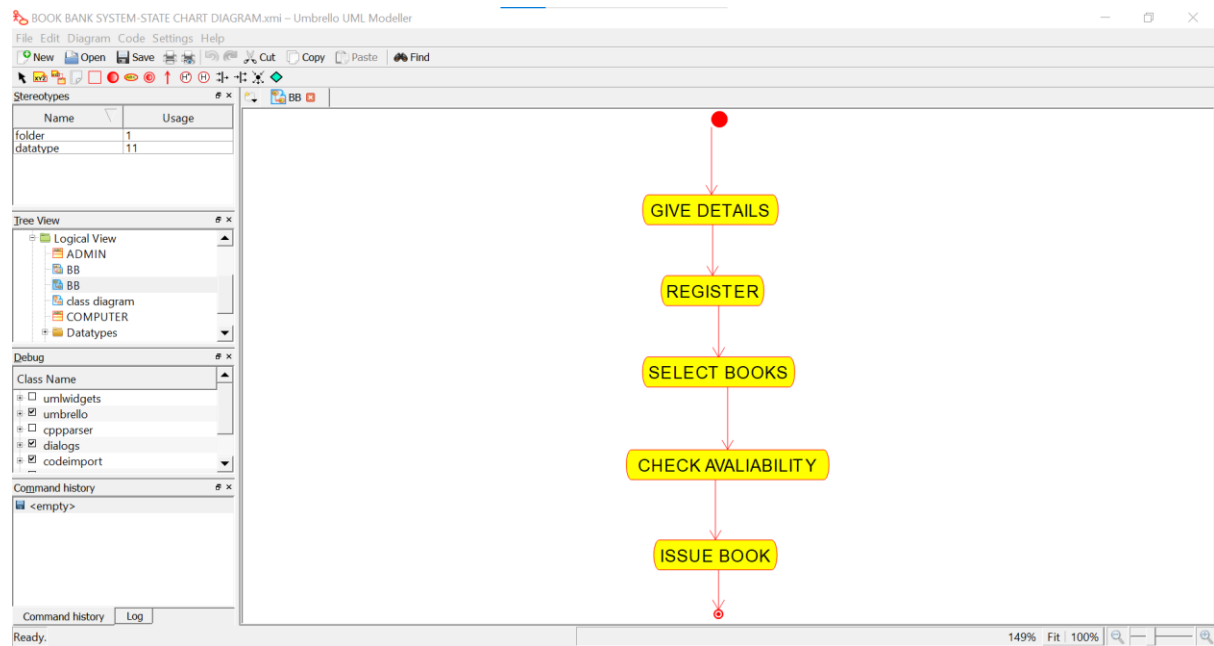 BOOK BANK SYSTEM-STATE CHART DIAGRAM.xmi – Umbrello UML Modeller
File Edit Diagram Code Settings Help
New Open Save Cut Copy Paste Find
Stereotypes
BB
Name Usage
folder 1
datatype 11
Tree View
Logical View
ADMIN
BB
BB
class diagram
COMPUTER
Datatypes
Debug
Class Name
umlwidgets
umbrello
cppparser
dialogs
codeimport
Command history
<empty>
Command history Log
GIVE DETAILS
REGISTER
SELECT BOOKS
CHECK AVALIABILITY
ISSUE BOOK
Ready.
149% Fit 100%